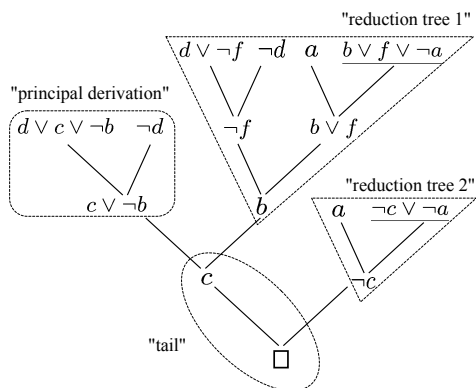 "reduction tree 1"
d ∨ ¬f ¬d a b ∨ f ∨ ¬a
"principal derivation"
d ∨ c ∨ ¬b ¬d
¬f b ∨ f
"reduction tree 2"
c ∨ ¬b b
a ¬c ∨ ¬a
c ¬c
"tail"
□